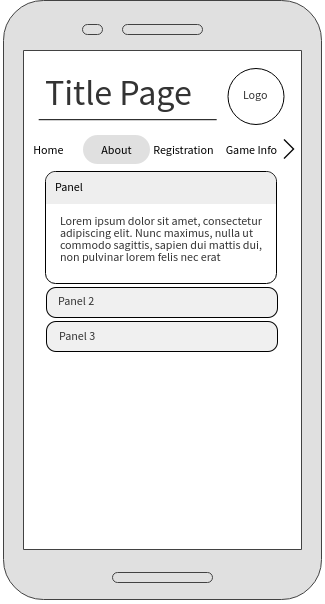 Title Page
Logo
Home About Registration Game Info
Panel
Lorem ipsum dolor sit amet, consectetur
adipiscing elit. Nunc maximus, nulla ut
commodo sagittis, sapien dui mattis dui,
non pulvinar lorem felis nec erat
Panel 2
Panel 3